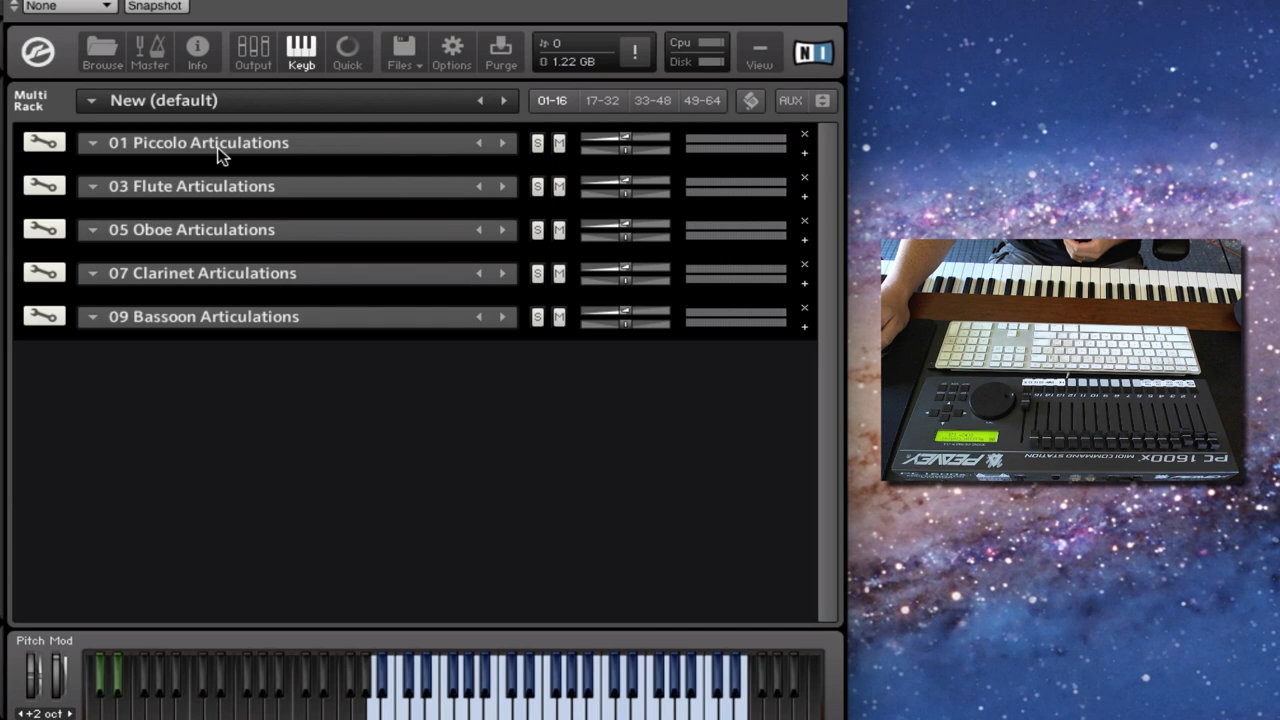 None Snapshot
Browse Master Info Output Keyb Quick Files Options Purge
0
1.22 GB
!
Cpu
Disk
View
NI
Multi
Rack
New (default)
01-16 17-32 33-48 49-64 AUX
01 Piccolo Articulations S M
03 Flute Articulations S M
05 Oboe Articulations S M
07 Clarinet Articulations S M
09 Bassoon Articulations S M
PC 1600x MIDI COMMAND STATION PEAVEY
Pitch Mod
+2 oct